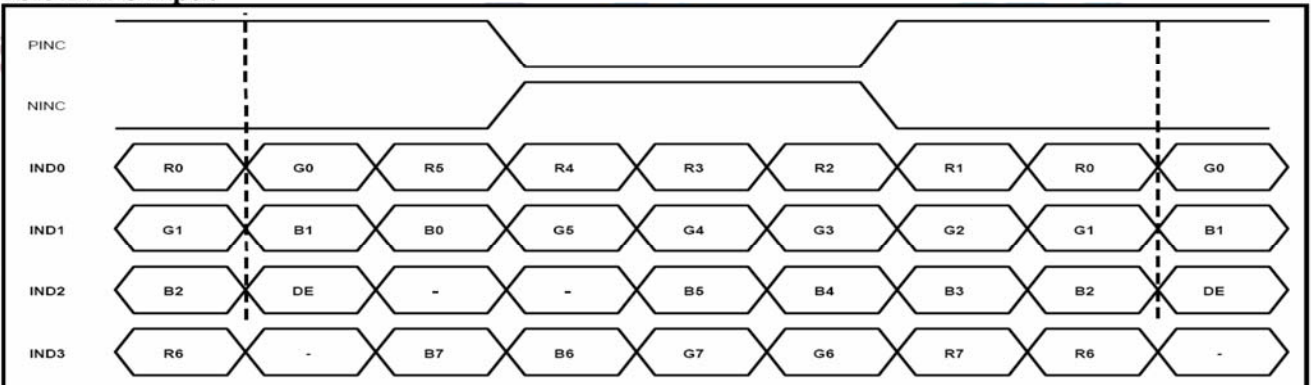 PINC
NINC
IND0 R0 G0 R5 R4 R3 R2 R1 R0 G0
IND1 G1 B1 B0 G5 G4 G3 G2 G1 B1
IND2 B2 DE - - B5 B4 B3 B2 DE
IND3 R6 - B7 B6 G7 G6 R7 R6 -